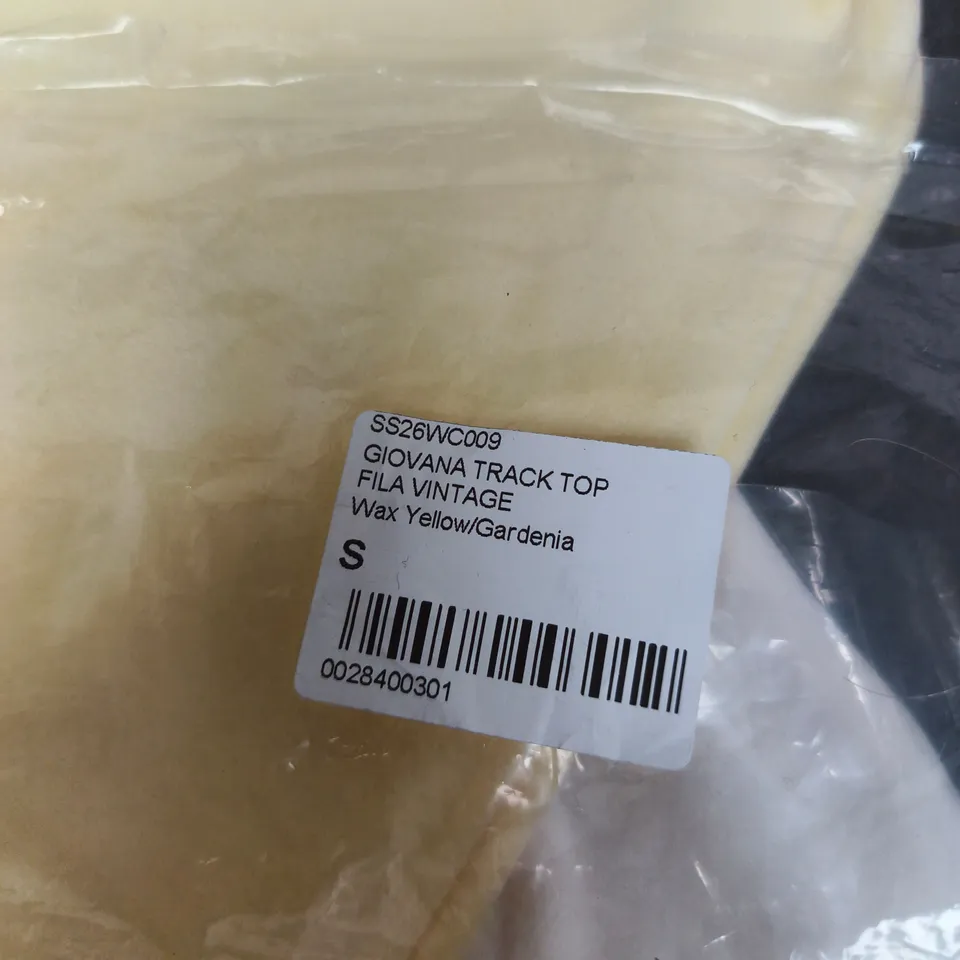 SS26WC009
GIOVANA TRACK TOP
FILA VINTAGE
Wax Yellow/Gardenia
S
0028400301